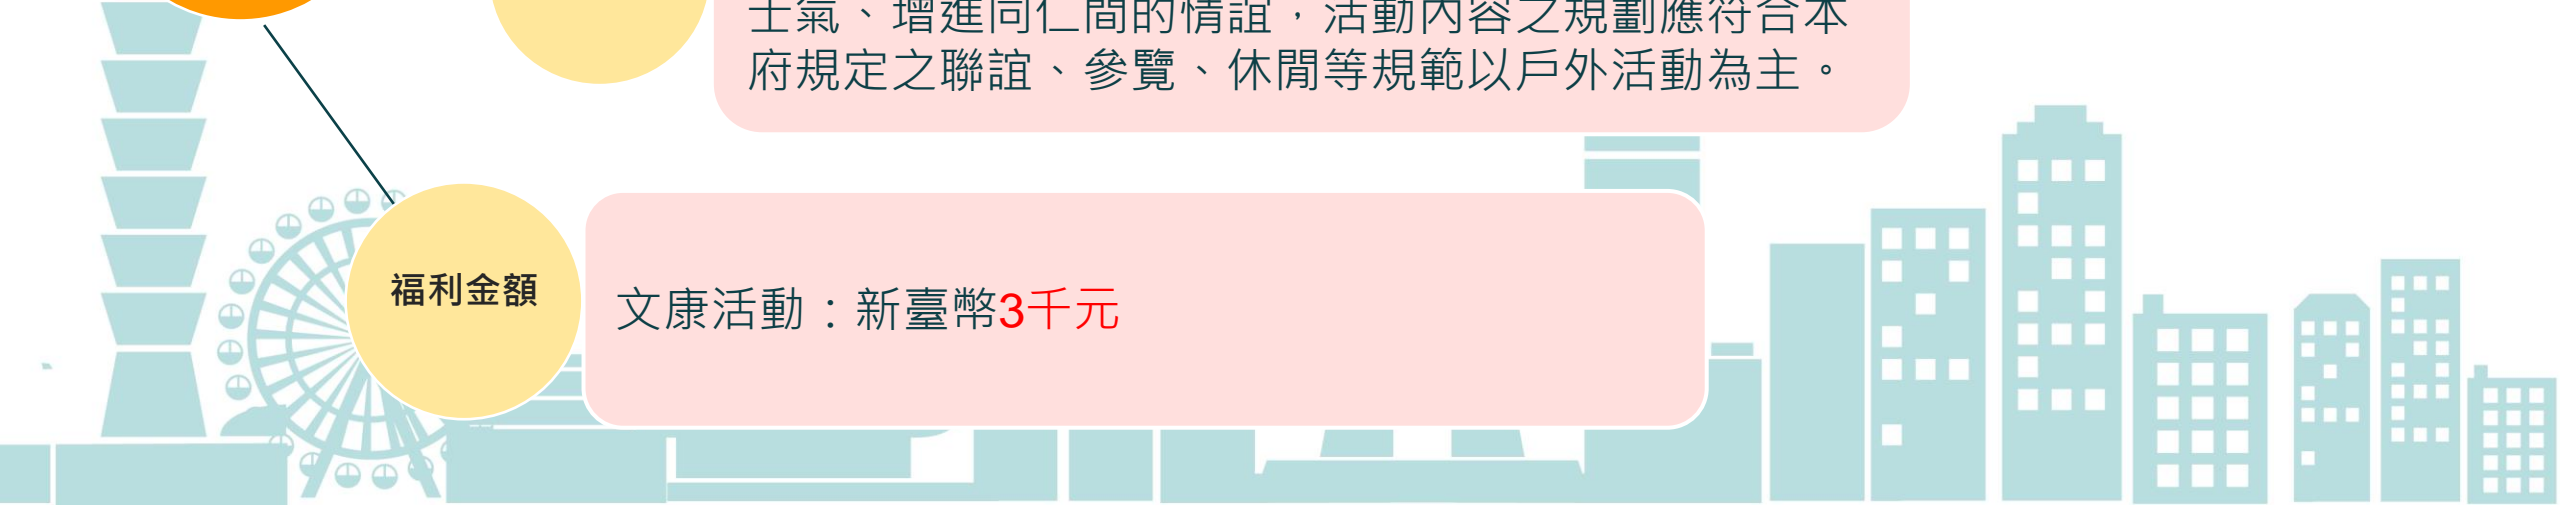 士氣、增進同仁間的情誼，活動內容之規劃應符合本
府規定之聯誼、參覽、休閒等規範以戶外活動為主。
福利金額
文康活動：新臺幣3千元